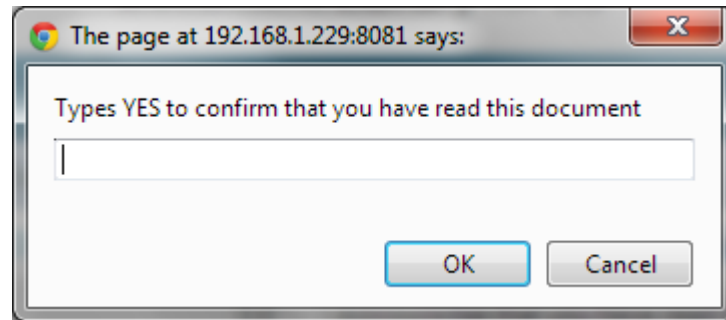 The page at 192.168.1.229:8081 says:
Types YES to confirm that you have read this document
OK
Cancel